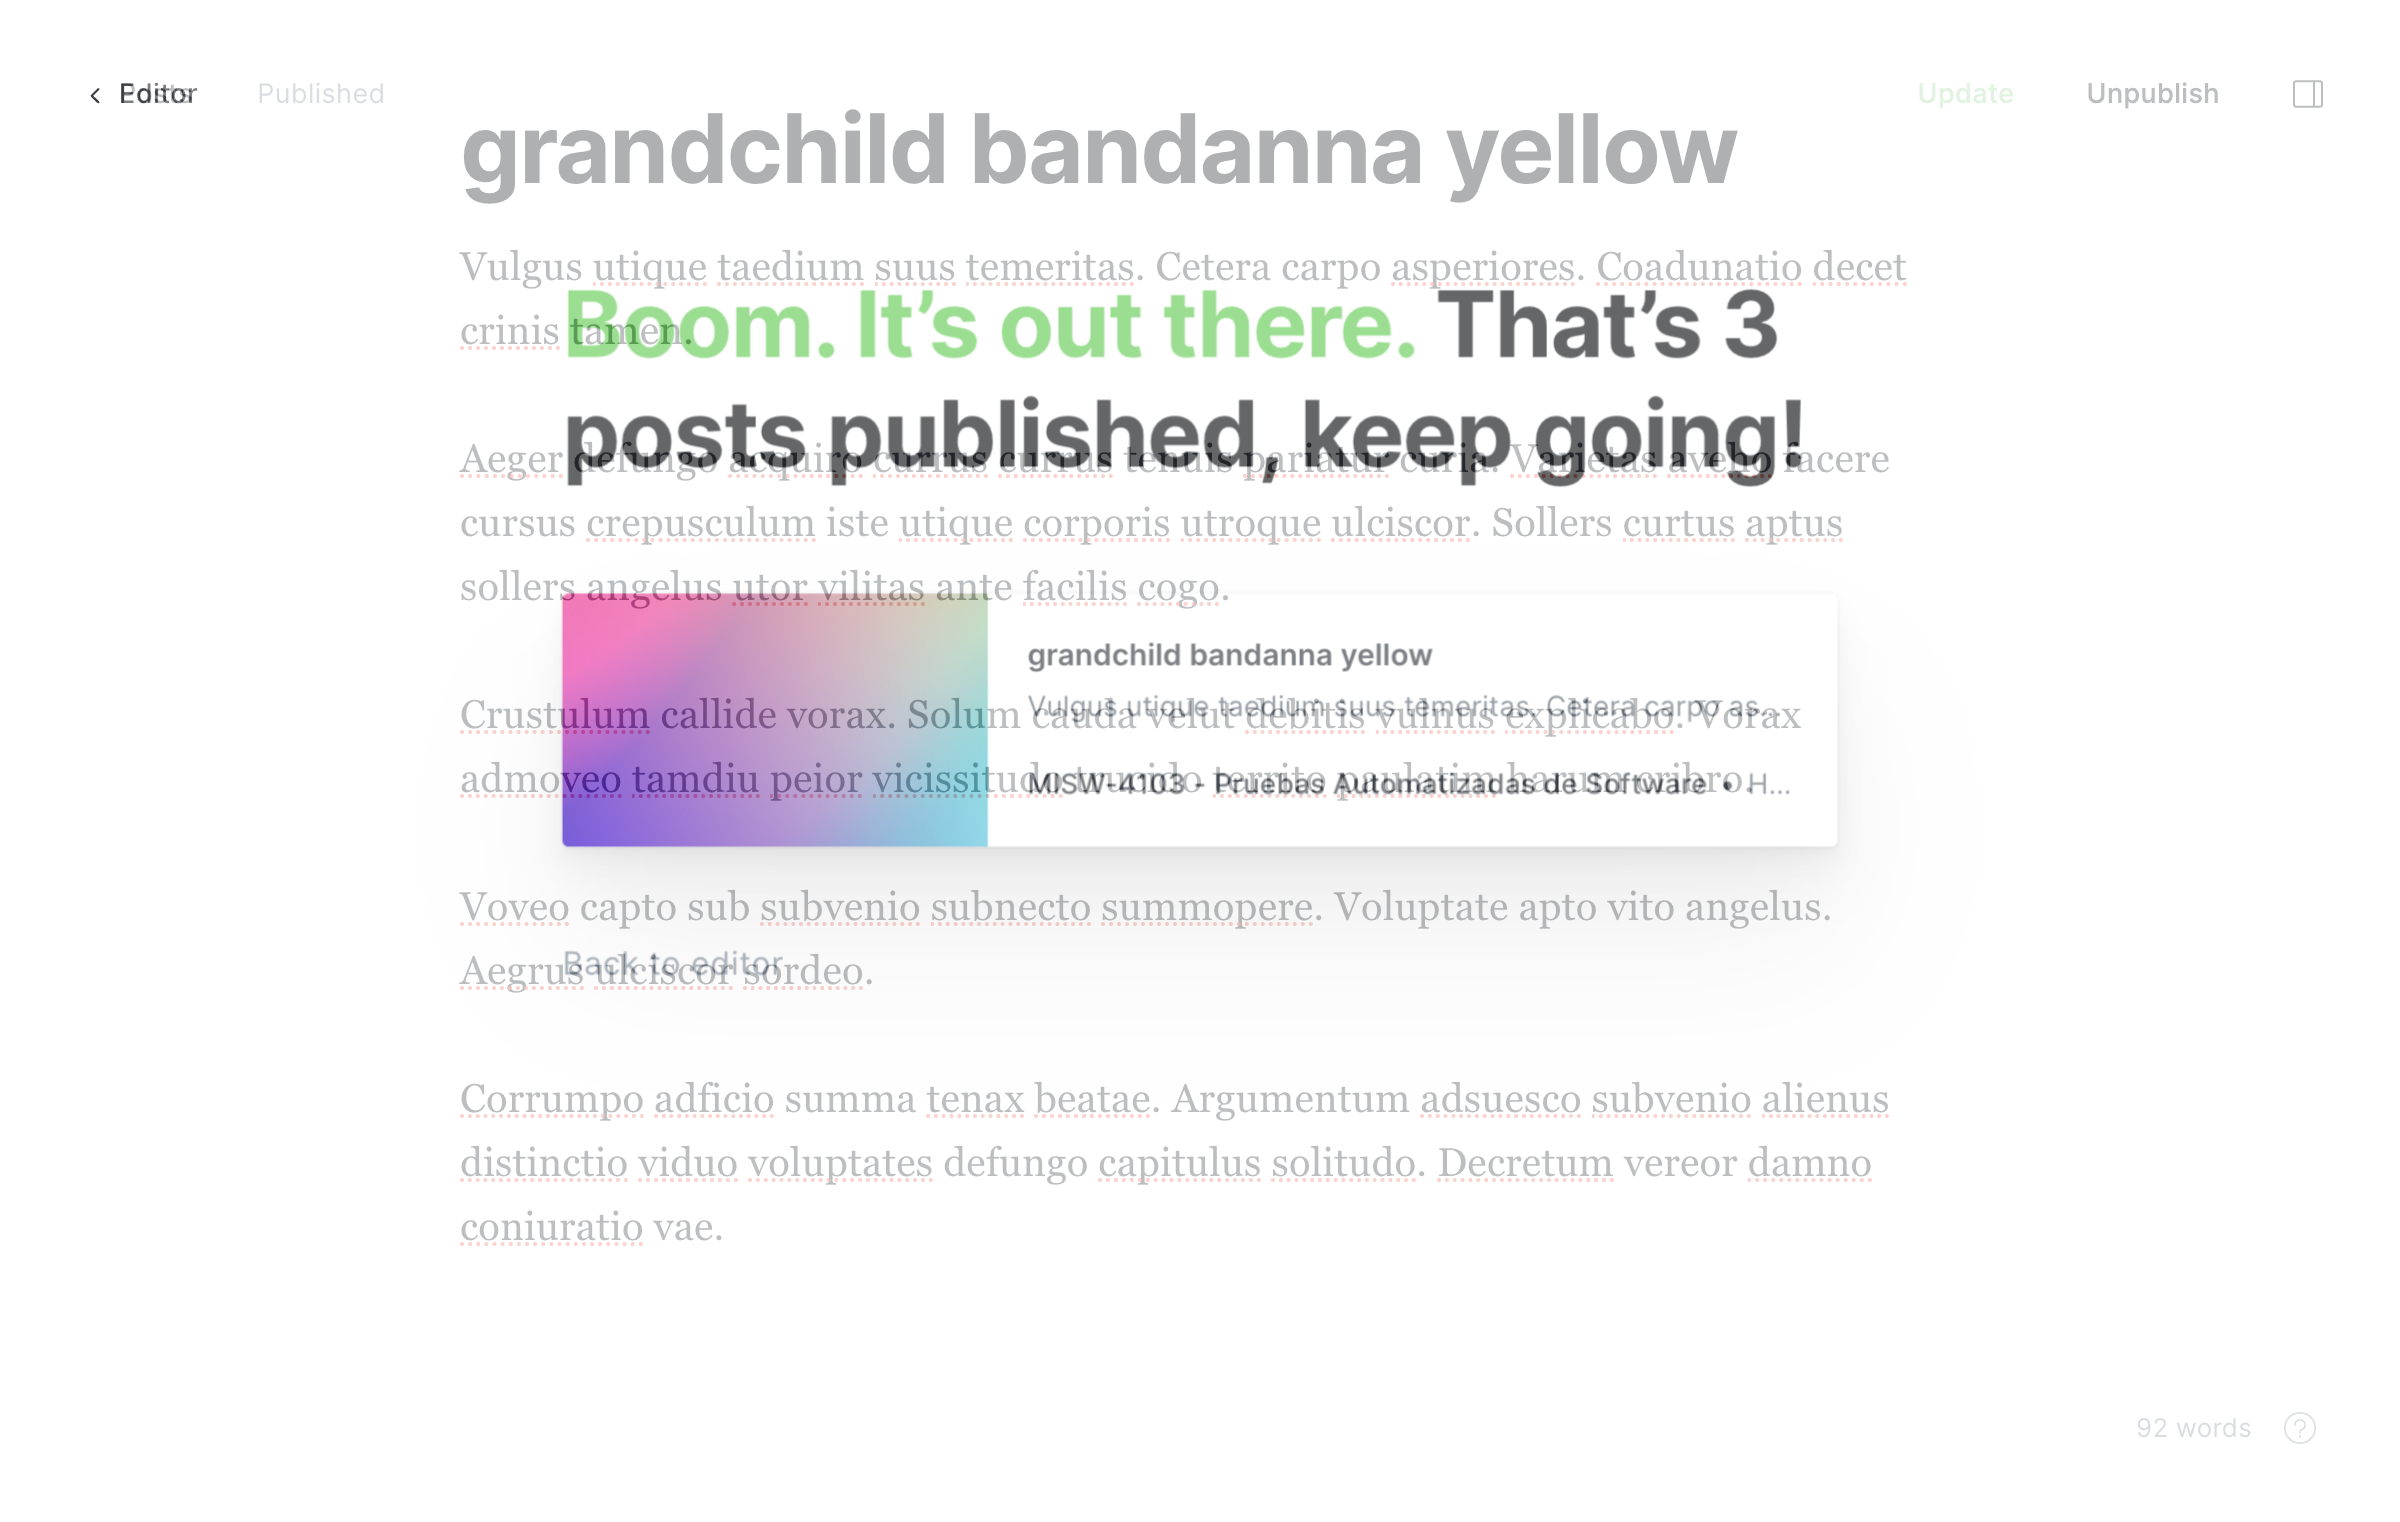 Editor
Published
Update
Unpublish
grandchild bandanna yellow
Vulgus utique taedium suus temeritas. Cetera carpo asperiores. Coadunatio decet
crinis tamen.
Boom. It’s out there. That’s 3
posts published, keep going!
Aeger defungo acquiro currus currus tenuis pariatur curia. Varietas aveho facere
cursus crepusculum iste utique corporis utroque ulciscor. Sollers curtus aptus
sollers angelus utor vilitas ante facilis cogo.
grandchild bandanna yellow
Vulgus utique taedium suus temeritas. Cetera carpo as...
Crustulum callide vorax. Solum cauda velut debitis vulnus explicabo. Vorax
admoveo tamdiu peior vicissitudo turpido territo paulatim harum cribro.
MISW-4103 - Pruebas Automatizadas de Software • H...
Voveo capto sub subvenio subnecto summopere. Voluptate apto vito angelus.
Back to editor
Aegrus ulciscor sordeo.
Corrumpo adficio summa tenax beatae. Argumentum adsuesco subvenio alienus
distinctio viduo voluptates defungo capitulus solitudo. Decretum vereor damno
coniuratio vae.
92 words